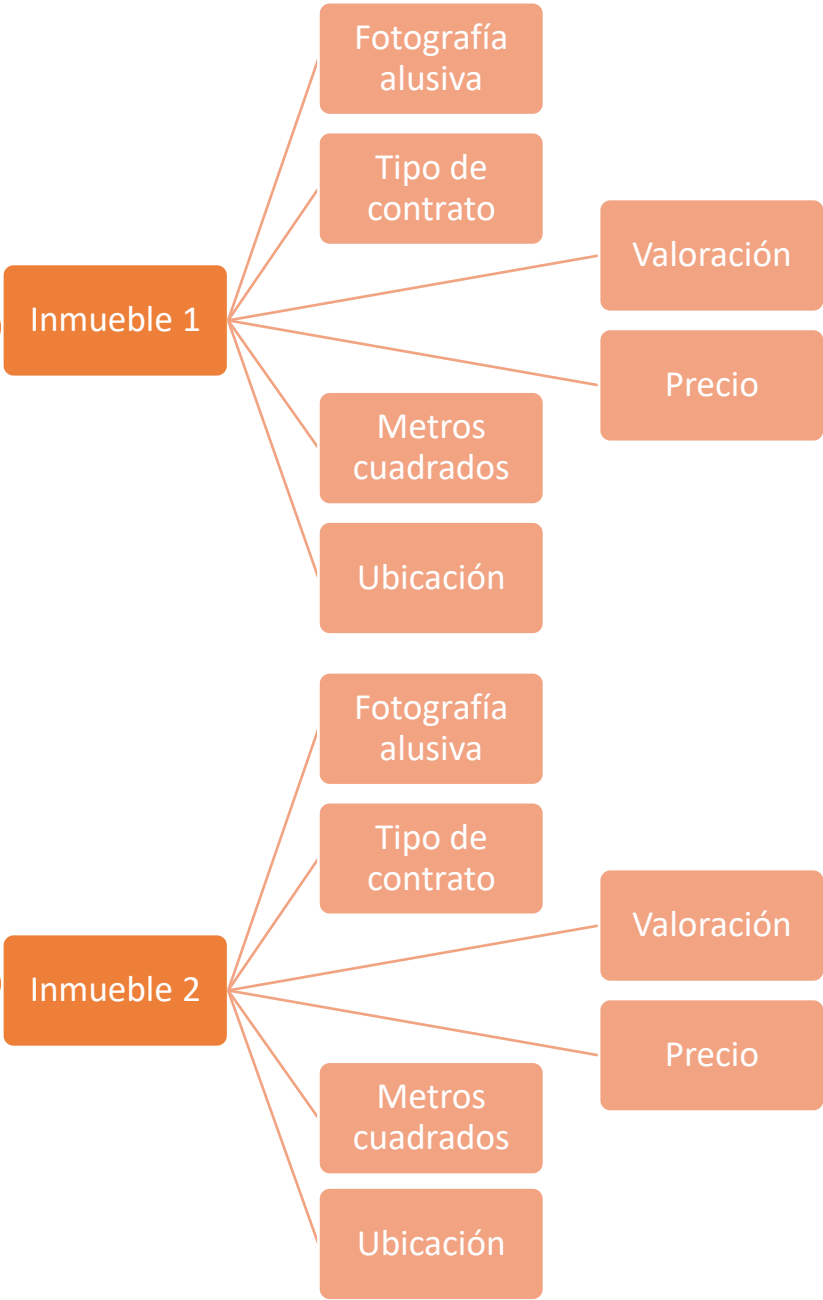 Fotografía
alusiva
Tipo de
contrato
Valoración
Inmueble 1
Precio
Metros
cuadrados
Ubicación
Fotografía
alusiva
Tipo de
contrato
Valoración
Inmueble 2
Precio
Metros
cuadrados
Ubicación